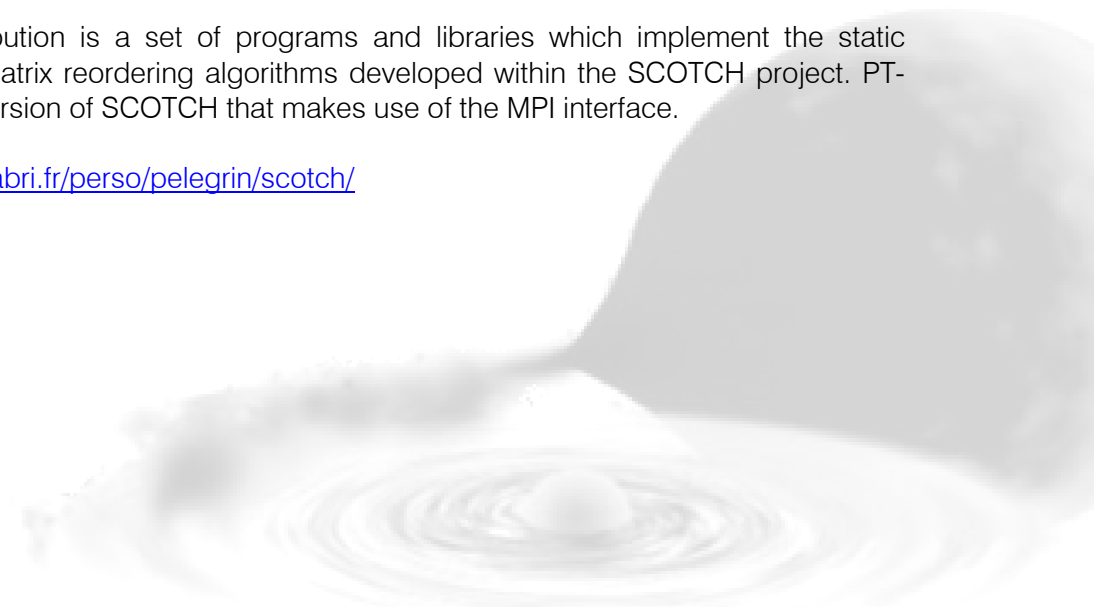 bution is a set of programs and libraries which implement the static
atrix reordering algorithms developed within the SCOTCH project. PT-
rsion of SCOTCH that makes use of the MPI interface.
abri.fr/perso/pelegrin/scotch/